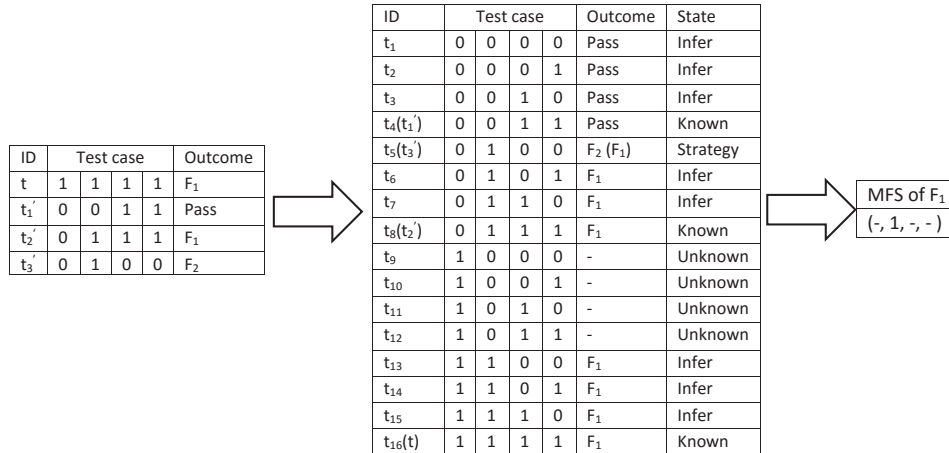 ID Test case Outcome
t 1 1 1 1 F1
t1' 0 0 1 1 Pass
t2' 0 1 1 1 F1
t3' 0 1 0 0 F2
ID Test case Outcome State
t1 0 0 0 0 Pass Infer
t2 0 0 0 1 Pass Infer
t3 0 0 1 0 Pass Infer
t4(t1') 0 0 1 1 Pass Known
t5(t3') 0 1 0 0 F2 (F1) Strategy
t6 0 1 0 1 F1 Infer
t7 0 1 1 0 F1 Infer
t8(t2') 0 1 1 1 F1 Known
t9 1 0 0 0 - Unknown
t10 1 0 0 1 - Unknown
t11 1 0 1 0 - Unknown
t12 1 0 1 1 - Unknown
t13 1 1 0 0 F1 Infer
t14 1 1 0 1 F1 Infer
t15 1 1 1 0 F1 Infer
t16(t) 1 1 1 1 F1 Known
MFS of F1
(-, 1, -, - )